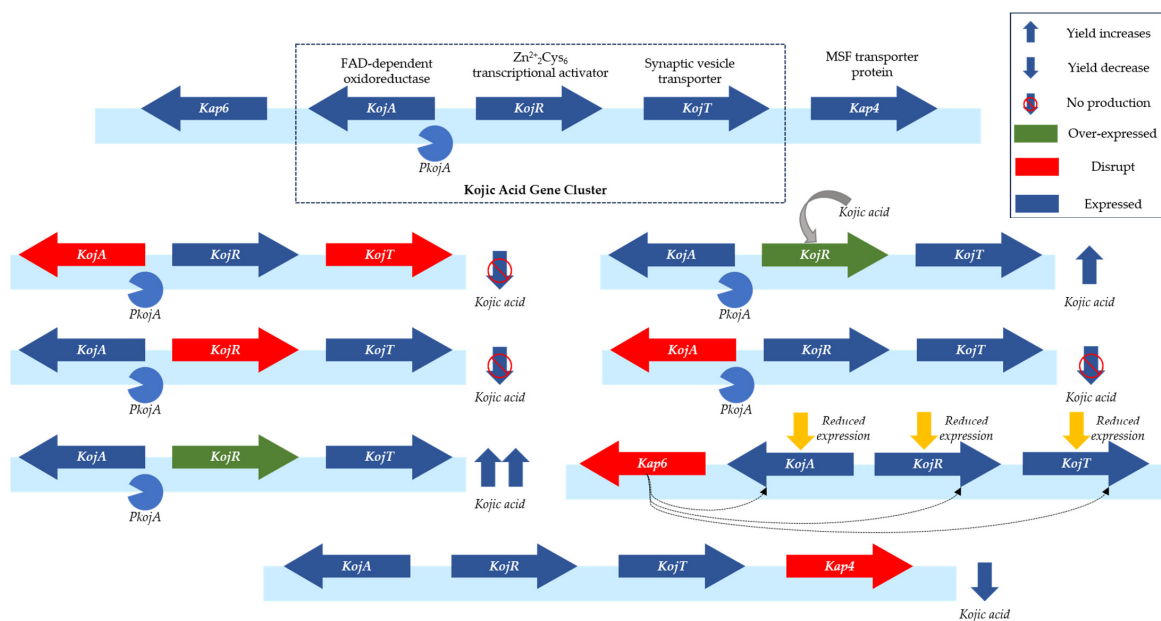 FAD-dependent
oxidoreductase
Zn²⁺₂Cys₆
transcriptional activator
Synaptic vesicle
transporter
MSF transporter
protein
Kap6
KojA
KojR
KojT
Kap4
PkojA
Kojic Acid Gene Cluster
Yield increases
Yield decrease
No production
Over-expressed
Disrupt
Expressed
KojA
KojR
KojT
PkojA
Kojic acid
Kojic acid
KojA
KojR
KojT
PkojA
Kojic acid
KojA
KojR
KojT
PkojA
Kojic acid
KojA
KojR
KojT
PkojA
Kojic acid
KojA
KojR
KojT
PkojA
Kojic acid
Reduced
expression
Reduced
expression
Reduced
expression
Kap6
KojA
KojR
KojT
KojA
KojR
KojT
Kap4
Kojic acid